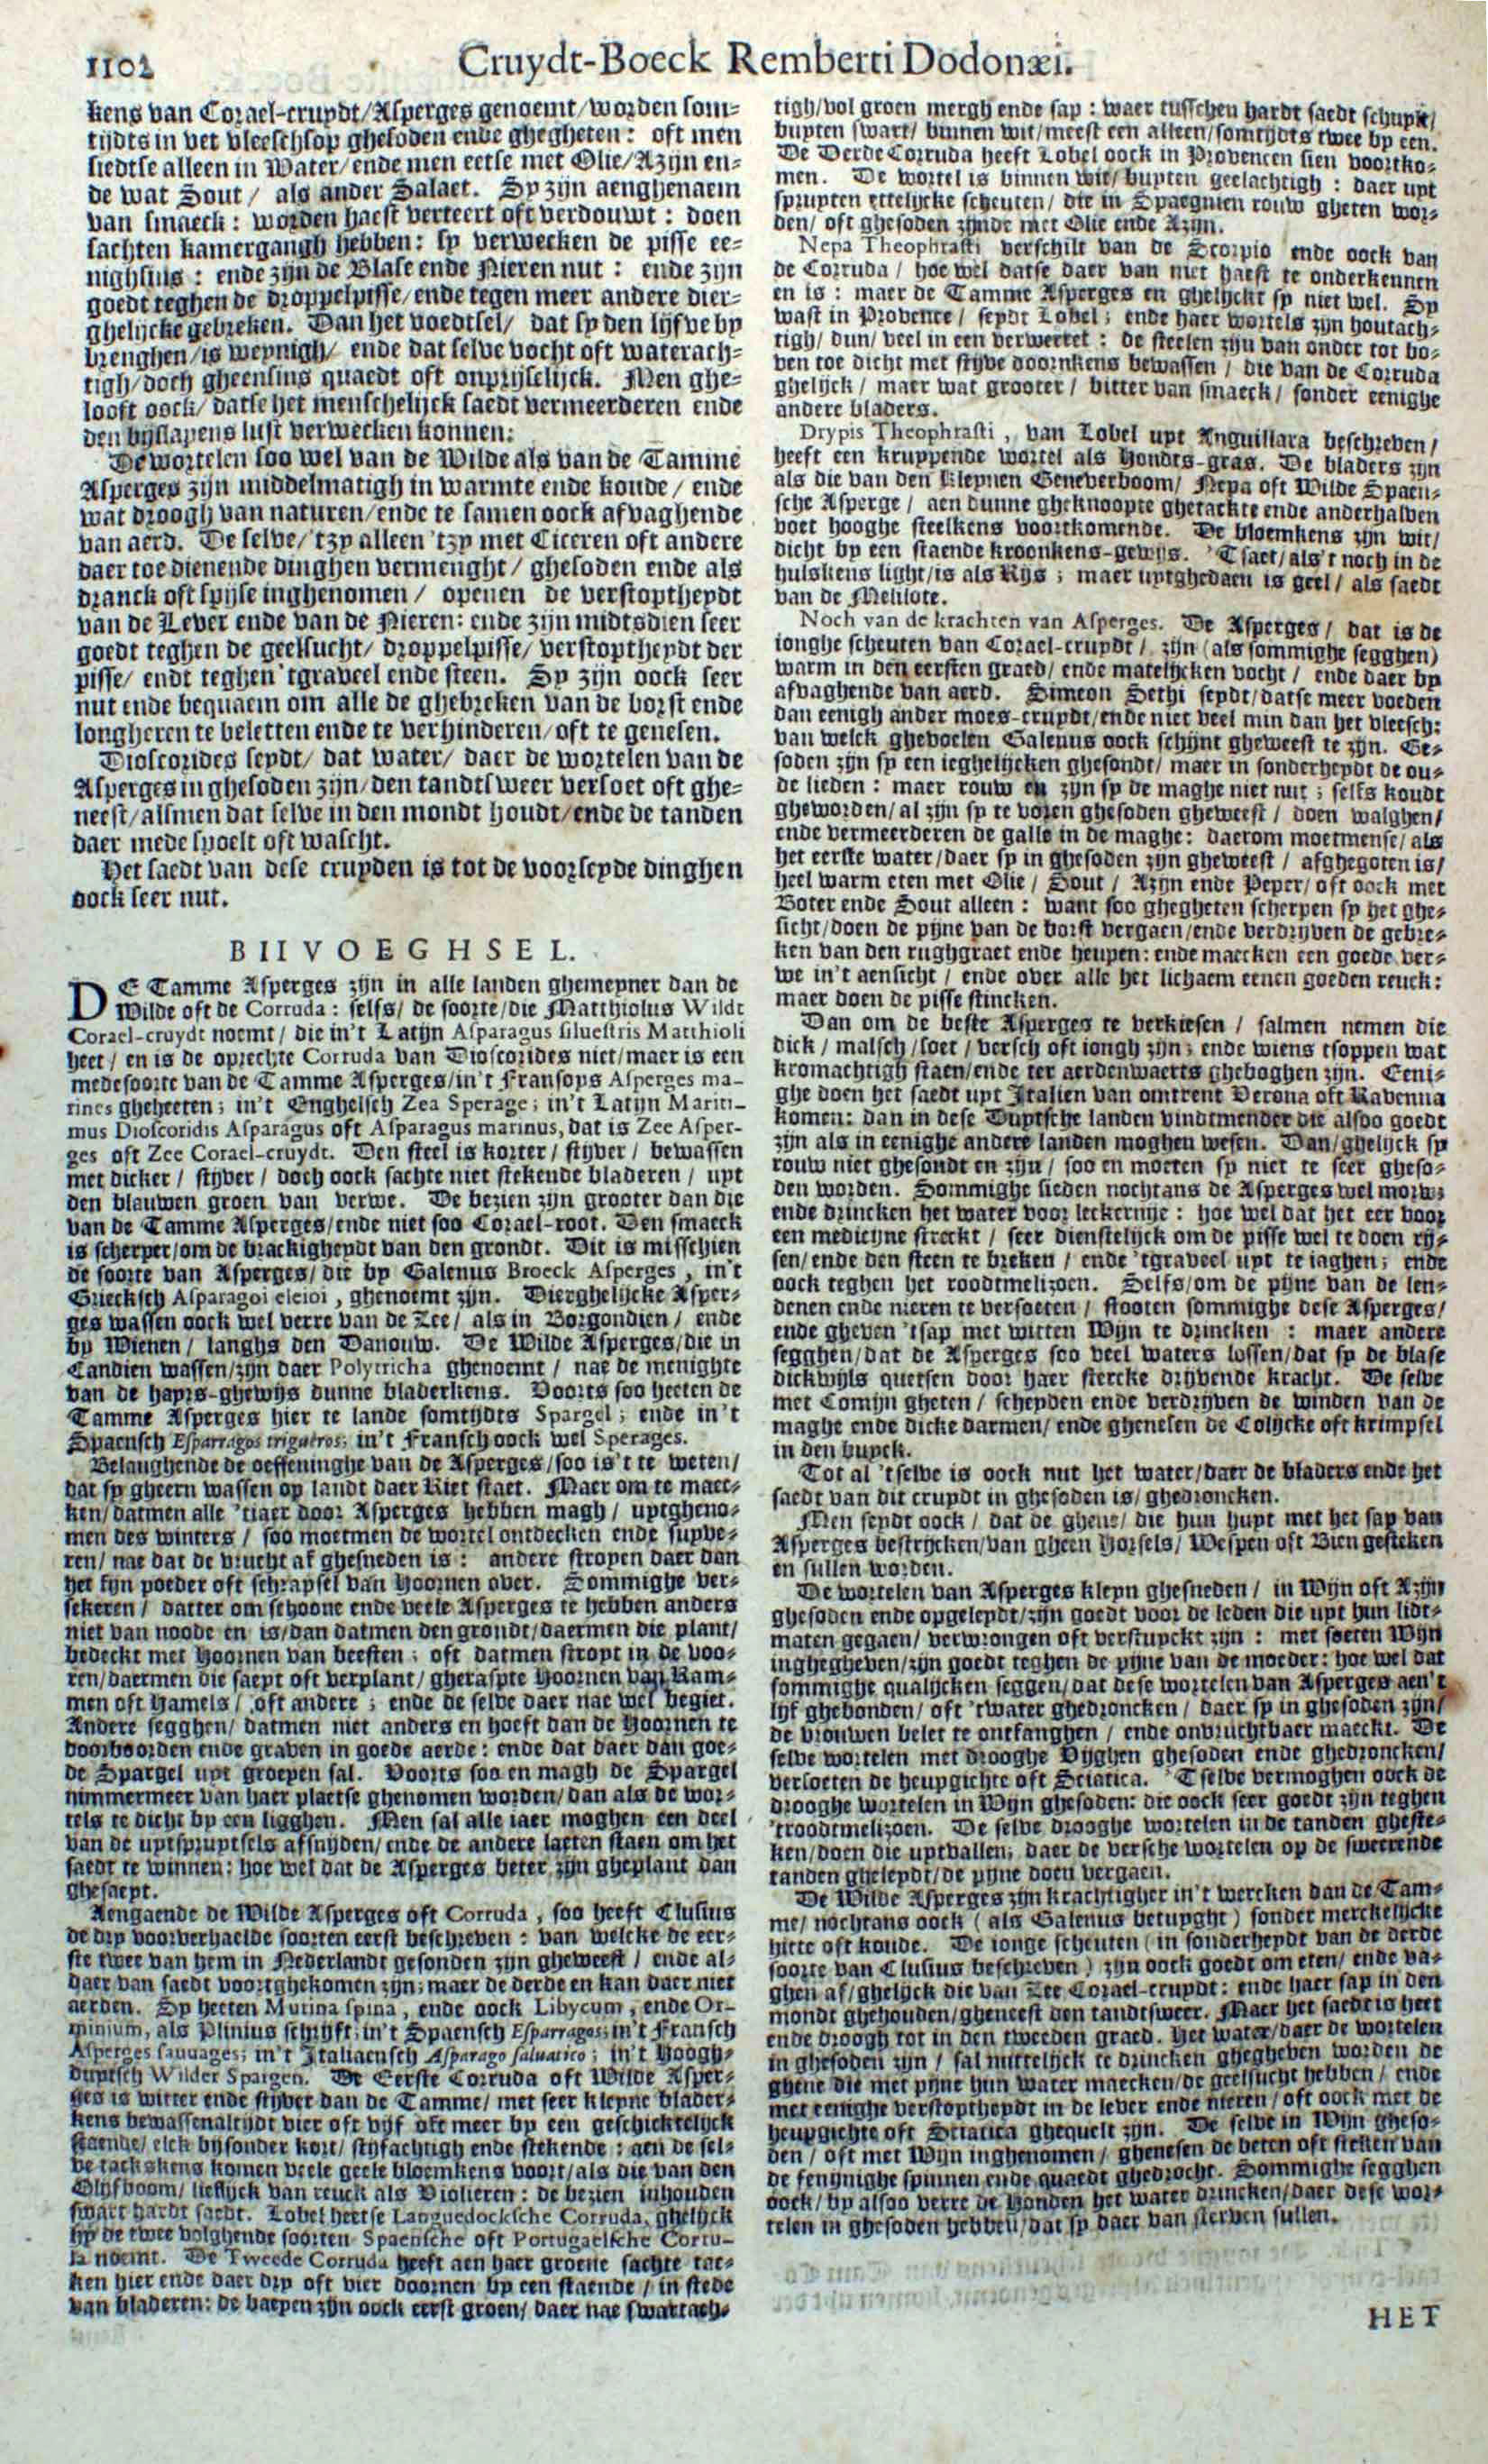 1102
Cruydt-Boeck Remberti Dodonæi.
kens van Corael-cruydt/Asperges genoemt/worden som-
tijdts in vet vleeschsop ghesoden ende ghegheten: oft men
siedtse alleen in Water/ende men eetse met Olie/Azijn en-
de wat Sout/ als ander Salaet. Sy zijn aenghenaem
van smaeck: worden haest verteert oft verdouwt: doen
sachten kamergangh hebben: sy verwecken de pisse ee-
nighsins: ende zijn de Blase ende Nieren nut: ende zijn
goedt teghen de droppelpisse/ende tegen meer andere dier-
ghelijcke gebreken. Dan het voedtsel/ dat sy den lijfve by
brenghen/is weynigh/ ende dat selve vocht oft waterach-
tigh/doch gheensins quaedt oft onprijselijck. Men ghe-
looft oock/datse het menschelijck saedt vermeerderen ende
den byslapens lust verwecken konnen:
De wortelen soo wel van de Wilde als van de Tamme
Asperges zijn middelmatigh in warmte ende koude/ ende
wat droogh van naturen/ende te samen oock afvaghende
van aerd. De selve/'tzy alleen 'tzy met Ciceren oft andere
daer toe dienende dinghen vermenght/ ghesoden ende als
dranck oft spijse inghenomen/ openen de verstoptheydt
van de Lever ende van de Nieren: ende zijn midtsdien seer
goedt teghen de geelsucht/ droppelpisse/ verstoptheydt der
pisse/ endt teghen 'tgraveel ende steen. Sy zijn oock seer
nut ende bequaem om alle de ghebreken van de borst ende
longheren te beletten ende te verhinderen/oft te genesen.
Dioscorides seydt/ dat water/ daer de wortelen van de
Asperges in ghesoden zijn/den tandtsweer versoet oft ghe-
neest/alsmen dat selve in den mondt houdt/ende de tanden
daer mede spoelt oft wascht.
Het saedt van dese cruyden is tot de voorseyde dinghen
oock seer nut.
BIIVOEGHSEL.
DE Tamme Asperges zijn in alle landen ghemeyner dan de
Wilde oft de Corruda: selfs/ de soorte/die Matthiolus Wildt
Corael-cruydt noemt/ die in't Latijn Asparagus siluestris Matthioli
heet/ en is de oprechte Corruda van Dioscorides niet/maer is een
medesoorte van de Tamme Asperges/in't Fransoys Asperges ma-
rines gheheeten; in't Enghelsch Zea Sperage; in't Latijn Mariti-
mus Dioscoridis Asparagus oft Asparagus marinus, dat is Zee Asper-
ges oft Zee Corael-cruydt. Den steel is korter/ stijver/ bewassen
met dicker/ stijver/ doch oock sachte niet stekende bladeren/ uyt
den blauwen groen van verwe. De bezien zijn grooter dan die
van de Tamme Asperges/ende niet soo Corael-root. Den smaeck
is scherper/om de brackigheydt van den grondt. Dit is misschien
de soorte van Asperges/ die by Galenus Broeck Asperges, in't
Griecksch Asparagoi eleioi, ghenoemt zijn. Dierghelijcke Asper-
ges wassen oock wel verre van de Zee/ als in Borgondien/ ende
by Wienen/ langhs den Danouw. De Wilde Asperges/die in
Candien wassen/zijn daer Polytricha ghenoemt/ nae de menighte
van de hayrs-ghewijs dunne bladerkens. Voorts soo heeten de
Tamme Asperges hier te lande somtijdts Spargel; ende in't
Spaensch Esparragos trigueros; in't Fransch oock wel Sperages.
Belanghende de oeffeninghe van de Asperges/soo is't te weten/
dat sy gheern wassen op landt daer Riet staet. Maer om te maec-
ken/datmen alle 'tiaer door Asperges hebben magh/ uytgheno-
men des winters/ soo moetmen de wortel ontdecken ende suyve-
ren/ nae dat de vrucht af ghesneden is: andere stroyen daer dan
het fijn poeder oft schrapsel van Hoornen over. Sommighe ver-
sekeren/ datter om schoone ende veele Asperges te hebben anders
niet van noode en is/dan datmen den grondt/daermen die plant/
bedeckt met Hoornen van beesten; oft datmen stroyt in de voo-
ren/daermen die saeyt oft verplant/gheraspte Hoornen van Ram-
men oft Hamels/ oft andere; ende de selve daer nae wel begiet.
Andere segghen/ datmen niet anders en hoeft dan de Hoornen te
doorboorden ende graven in goede aerde: ende dat daer dan goe-
de Spargel uyt groeyen sal. Voorts soo en magh de Spargel
nimmermeer van haer plaetse ghenomen worden/dan als de wor-
tels te dicht by een ligghen. Men sal alle iaer moghen een deel
van de uytspruytsels afsnyden/ende de andere laeten staen om het
saedt te winnen: hoe wel dat de Asperges beter zijn gheplant dan
ghesaeyt.
Aengaende de Wilde Asperges oft Corruda, soo heeft Clusius
de dry voorverhaelde soorten eerst beschreven: van welcke de eer-
ste twee van hem in Nederlandt gesonden zijn gheweest/ ende al-
daer van saedt voortghekomen zijn; maer de derde en kan daer niet
aerden. Sy heeten Mutina spina, ende oock Libycum, ende Or-
minium, als Plinius schrijft; in't Spaensch Esparragos; in't Fransch
Asperges sauuages; in't Italiaensch Asparago saluatico; in't Hoogh-
duytsch Wilder Spargen. De Eerste Corruda oft Wilde Asper-
ges is witter ende stijver dan de Tamme/ met seer kleyne blader-
kens bewassen altijdt vier oft vijf oft meer by een geschicktelijck
staende/ elck bysonder kort/ stijfachtigh ende stekende: aen de sel-
ve tackskens komen veele geele bloemkens voort/als die van den
Olijfboom/ lieflijck van reuck als Violieren: de bezien inhouden
swart hardt saedt. Lobel heetse Languedocksche Corruda, ghelijck
hy de twee volghende soorten Spaensche oft Portugaelsche Corru-
da noemt. De Tweede Corruda heeft aen haer groene sachte tac-
ken hier ende daer dry oft vier doornen by een staende/ in stede
van bladeren: de bayen zijn oock eerst groen/ daer nae swartach-
tigh/vol groen mergh ende sap: waer tusschen hardt saedt schuylt/
buyten swart/ binnen wit/meest een alleen/somtijdts twee by een.
De Derde Corruda heeft Lobel oock in Provencen sien voortko-
men. De wortel is binnen wit/ buyten geelachtigh: daer uyt
spruyten ettelijcke scheuten/ die in Spaegnien rouw gheten wor-
den/ oft ghesoden zijnde met Olie ende Azijn.
Nepa Theophrasti verschilt van de Scorpio ende oock van
de Corruda/ hoe wel datse daer van niet haest te onderkennen
en is: maer de Tamme Asperges en ghelijckt sy niet wel. Sy
wast in Provence/ seydt Lobel; ende haer wortels zijn houtach-
tigh/ dun/ veel in een verwertet: de steelen zijn van onder tot bo-
ven toe dicht met stijve doornkens bewassen/ die van de Corruda
ghelijck/ maer wat grooter/ bitter van smaeck/ sonder eenighe
andere bladers.
Drypis Theophrasti, van Lobel uyt Anguillara beschreven/
heeft een kruypende wortel als Hondts-gras. De bladers zijn
als die van den kleynen Geneverboom/ Nepa oft Wilde Spaen-
sche Asperge/ aen dunne gheknoopte ghetackte ende anderhalven
voet hooghe steelkens voortkomende. De bloemkens zijn wit/
dicht by een staende kroonkens-gewijs. 'Tsaet/als't noch in de
hulskens light/is als Rijs; maer uytghedaen is geel/ als saedt
van de Melilote.
Noch van de krachten van Asperges. De Asperges/ dat is de
ionghe scheuten van Corael-cruydt/ zijn (als sommighe segghen)
warm in den eersten graed/ ende matelijcken vocht/ ende daer by
afvaghende van aerd. Simeon Sethi seydt/datse meer voeden
dan eenigh ander moes-cruydt/ende niet veel min dan het vleesch:
van welck ghevoelen Galenus oock schijnt gheweest te zijn. Ge-
soden zijn sy een ieghelijcken ghesondt/ maer in sonderheydt de ou-
de lieden: maer rouw en zijn sy de maghe niet nut; selfs koudt
gheworden/al zijn sy te voren ghesoden gheweest/ doen walghen/
ende vermeerderen de galle in de maghe: daerom moetmense/als
het eerste water/daer sy in ghesoden zijn gheweest/ afghegoten is/
heel warm eten met Olie/ Sout/ Azijn ende Peper/oft oock met
Boter ende Sout alleen: want soo ghegheten scherpen sy het ghe-
sicht/doen de pijne van de borst vergaen/ende verdrijven de gebre-
ken van den rughgraet ende heupen: ende maecken een goede ver-
we in't aensicht/ ende over alle het lichaem eenen goeden reuck:
maer doen de pisse stincken.
Dan om de beste Asperges te verkiesen/ salmen nemen die
dick/ malsch/soet/ versch oft iongh zijn; ende wiens tsoppen wat
kromachtigh staen/ende ter aerdenwaerts gheboghen zijn. Eeni-
ghe doen het saedt uyt Italien van omtrent Verona oft Ravenna
komen: dan in dese Duytsche landen vindtmender die alsoo goedt
zijn als in eenighe andere landen moghen wesen. Dan/ghelijck sy
rouw niet ghesondt en zijn/ soo en moeten sy niet te seer gheso-
den worden. Sommighe sieden nochtans de Asperges wel morw;
ende drincken het water voor leckernije: hoe wel dat het eer voor
een medicijne streckt/ seer dienstelijck om de pisse wel te doen rij-
sen/ende den steen te breken/ ende 'tgraveel uyt te iaghen; ende
oock teghen het roodtmelizoen. Selfs/om de pijne van de len-
denen ende nieren te versoeten/ stooten sommighe dese Asperges/
ende gheven 'tsap met witten Wijn te drincken: maer andere
segghen/dat de Asperges soo veel waters lossen/dat sy de blase
dickwijls quetsen door haer stercke drijvende kracht. De selve
met Comijn gheten/ scheyden ende verdrijven de winden van de
maghe ende dicke darmen/ ende ghenesen de Colijcke oft krimpsel
in den buyck.
Tot al 'tselve is oock nut het water/daer de bladers ende het
saedt van dit cruydt in ghesoden is/ ghedroncken.
Men seydt oock/ dat de ghene/ die hun huyt met het sap van
Asperges bestrijcken/van gheen Horsels/ Wespen oft Bien gesteken
en sullen worden.
De wortelen van Asperges kleyn ghesneden/ in Wijn oft Azijn
ghesoden ende opgeleydt/zijn goedt voor de leden die uyt hun lidt-
maten gegaen/ verwrongen oft verstuyckt zijn: met soeten Wijn
inghegheven/zijn goedt teghen de pijne van de moeder: hoe wel dat
sommighe qualijcken seggen/dat dese wortelen van Asperges aen't
lijf ghebonden/ oft 'twater ghedroncken/ daer sy in ghesoden zijn/
de vrouwen belet te ontfanghen/ ende onvruchtbaer maeckt. De
selve wortelen met drooghe Vijghen ghesoden ende ghedroncken/
versoeten de heupgichte oft Sciatica. 'Tselve vermoghen oock de
drooghe wortelen in Wijn ghesoden: die oock seer goedt zijn teghen
'troodtmelizoen. De selve drooghe wortelen in de tanden gheste-
ken/doen die uytvallen; daer de versche wortelen op de sweerende
tanden gheleydt/de pijne doen vergaen.
De Wilde Asperges zijn krachtigher in't wercken dan de Tam-
me/ nochtans oock (als Galenus betuyght) sonder merckelijcke
hitte oft koude. De ionge scheuten (in sonderheydt van de derde
soorte van Clusius beschreven) zijn oock goedt om eten/ ende va-
ghen af/ghelijck die van Zee Corael-cruydt: ende haer sap in den
mondt ghehouden/gheneest den tandtsweer. Maer het saedt is heet
ende droogh tot in den tweeden graed. Het water/daer de wortelen
in ghesoden zijn/ sal nuttelijck te drincken ghegheven worden de
ghene die met pijne hun water maecken/de geelsucht hebben/ ende
met eenighe verstoptheydt in de lever ende nieren/ oft oock met de
heupgichte oft Sciatica ghequelt zijn. De selve in Wijn gheso-
den/ oft met Wijn inghenomen/ ghenesen de beten oft steken van
de fenijnighe spinnen ende quaedt ghedrocht. Sommighe segghen
oock/ by alsoo verre de Honden het water drincken/daer dese wor-
telen in ghesoden hebben/dat sy daer van sterven sullen.
HET